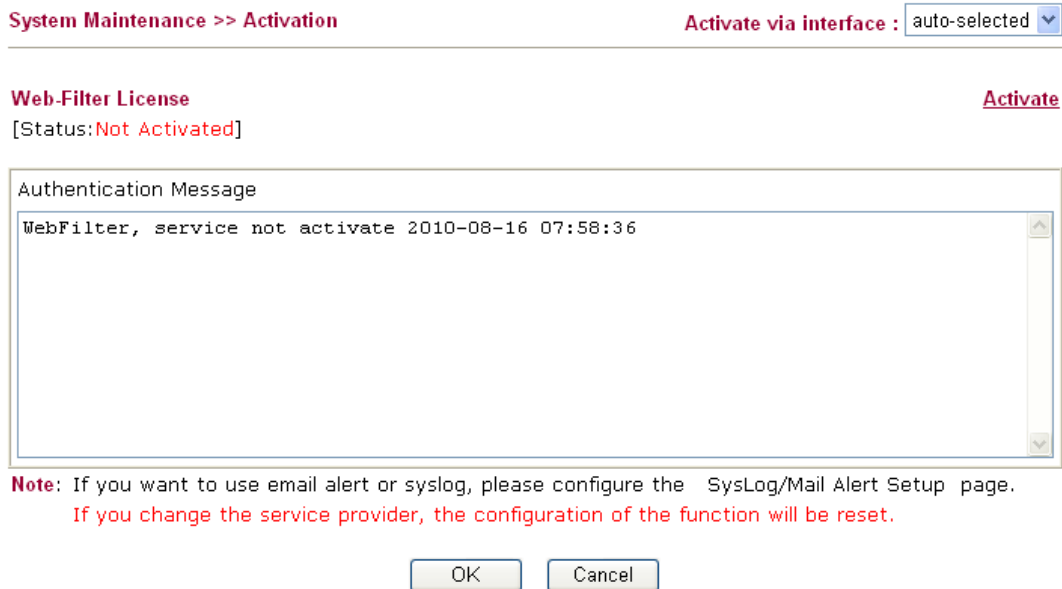 System Maintenance >> Activation
Activate via interface : auto-selected
Web-Filter License
Activate
[Status:Not Activated]
Authentication Message
WebFilter, service not activate 2010-08-16 07:58:36
Note: If you want to use email alert or syslog, please configure the SysLog/Mail Alert Setup page.
If you change the service provider, the configuration of the function will be reset.
OK
Cancel